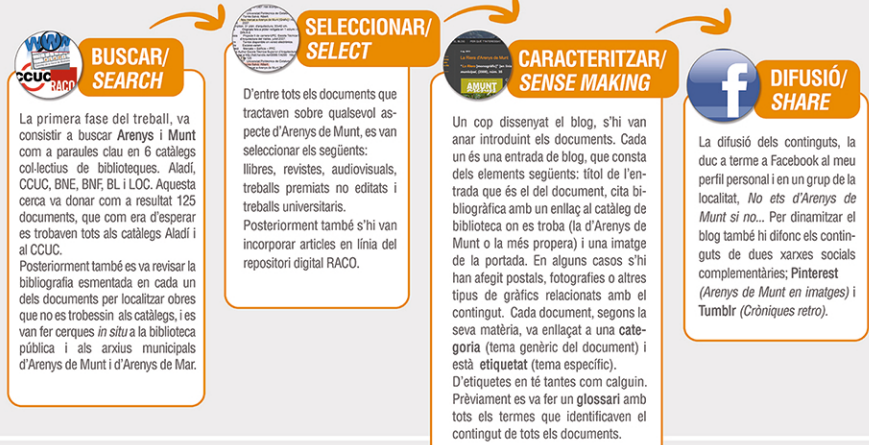 BUSCAR/
SEARCH
La primera fase del treball, va
consistir a buscar Arenys i Munt
com a paraules clau en 6 catàlegs
col·lectius de biblioteques. Aladí,
CCUC, BNE, BNF, BL i LOC. Aquesta
cerca va donar com a resultat 125
documents, que com era d'esperar
es trobaven tots als catàlegs Aladí i
al CCUC.
Posteriorment també es va revisar la
bibliografia esmentada en cada un
dels documents per localitzar obres
que no es trobessin als catàlegs, i es
van fer cerques in situ a la biblioteca
pública i als arxius municipals
d'Arenys de Munt i d'Arenys de Mar.
CCUC
RACO
SELECCIONAR/
SELECT
D'entre tots els documents que
tractaven sobre qualsevol as-
pecte d'Arenys de Munt, es van
seleccionar els següents:
llibres, revistes, audiovisuals,
treballs premiats no editats i
treballs universitaris.
Posteriorment també s'hi van
incorporar articles en línia del
repositori digital RACO.
CARACTERITZAR/
SENSE MAKING
AMUNT
Un cop dissenyat el blog, s'hi van
anar introduint els documents. Cada
un és una entrada de blog, que consta
dels elements següents: títol de l'en-
trada que és el del document, cita bi-
bliogràfica amb un enllaç al catàleg de
biblioteca on es troba (la d'Arenys de
Munt o la més propera) i una imatge
de la portada. En alguns casos s'hi
han afegit postals, fotografies o altres
tipus de gràfics relacionats amb el
contingut. Cada document, segons la
seva matèria, va enllaçat a una cate-
goria (tema genèric del document) i
està etiquetat (tema específic).
D'etiquetes en té tantes com calguin.
Prèviament es va fer un glossari amb
tots els termes que identificaven el
contingut de tots els documents.
f
DIFUSIÓ/
SHARE
La difusió dels continguts, la
duc a terme a Facebook al meu
perfil personal i en un grup de la
localitat, No ets d'Arenys de
Munt si no... Per dinamitzar el
blog també hi difonc els contin-
guts de dues xarxes socials
complementàries; Pinterest
(Arenys de Munt en imatges) i
Tumblr (Cròniques retro).